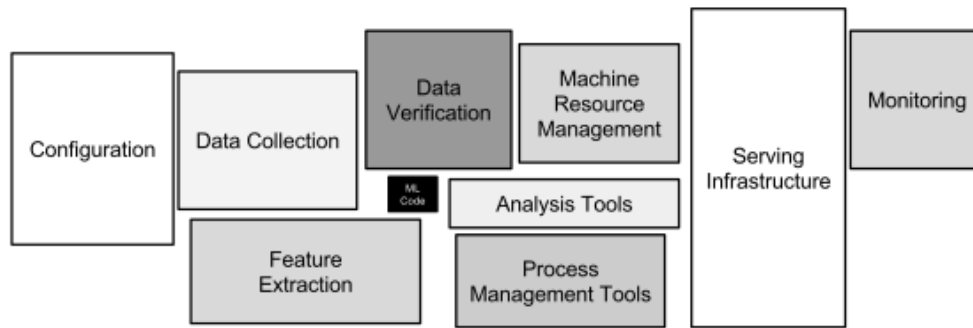 Configuration
Data Collection
Feature
Extraction
Data
Verification
ML
Code
Machine
Resource
Management
Analysis Tools
Process
Management Tools
Serving
Infrastructure
Monitoring